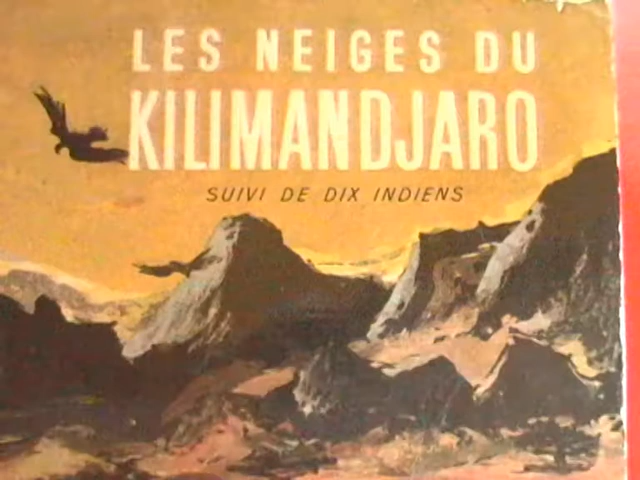 LES NEIGES DU
KILIMANDJARO
SUIVI DE DIX INDIENS